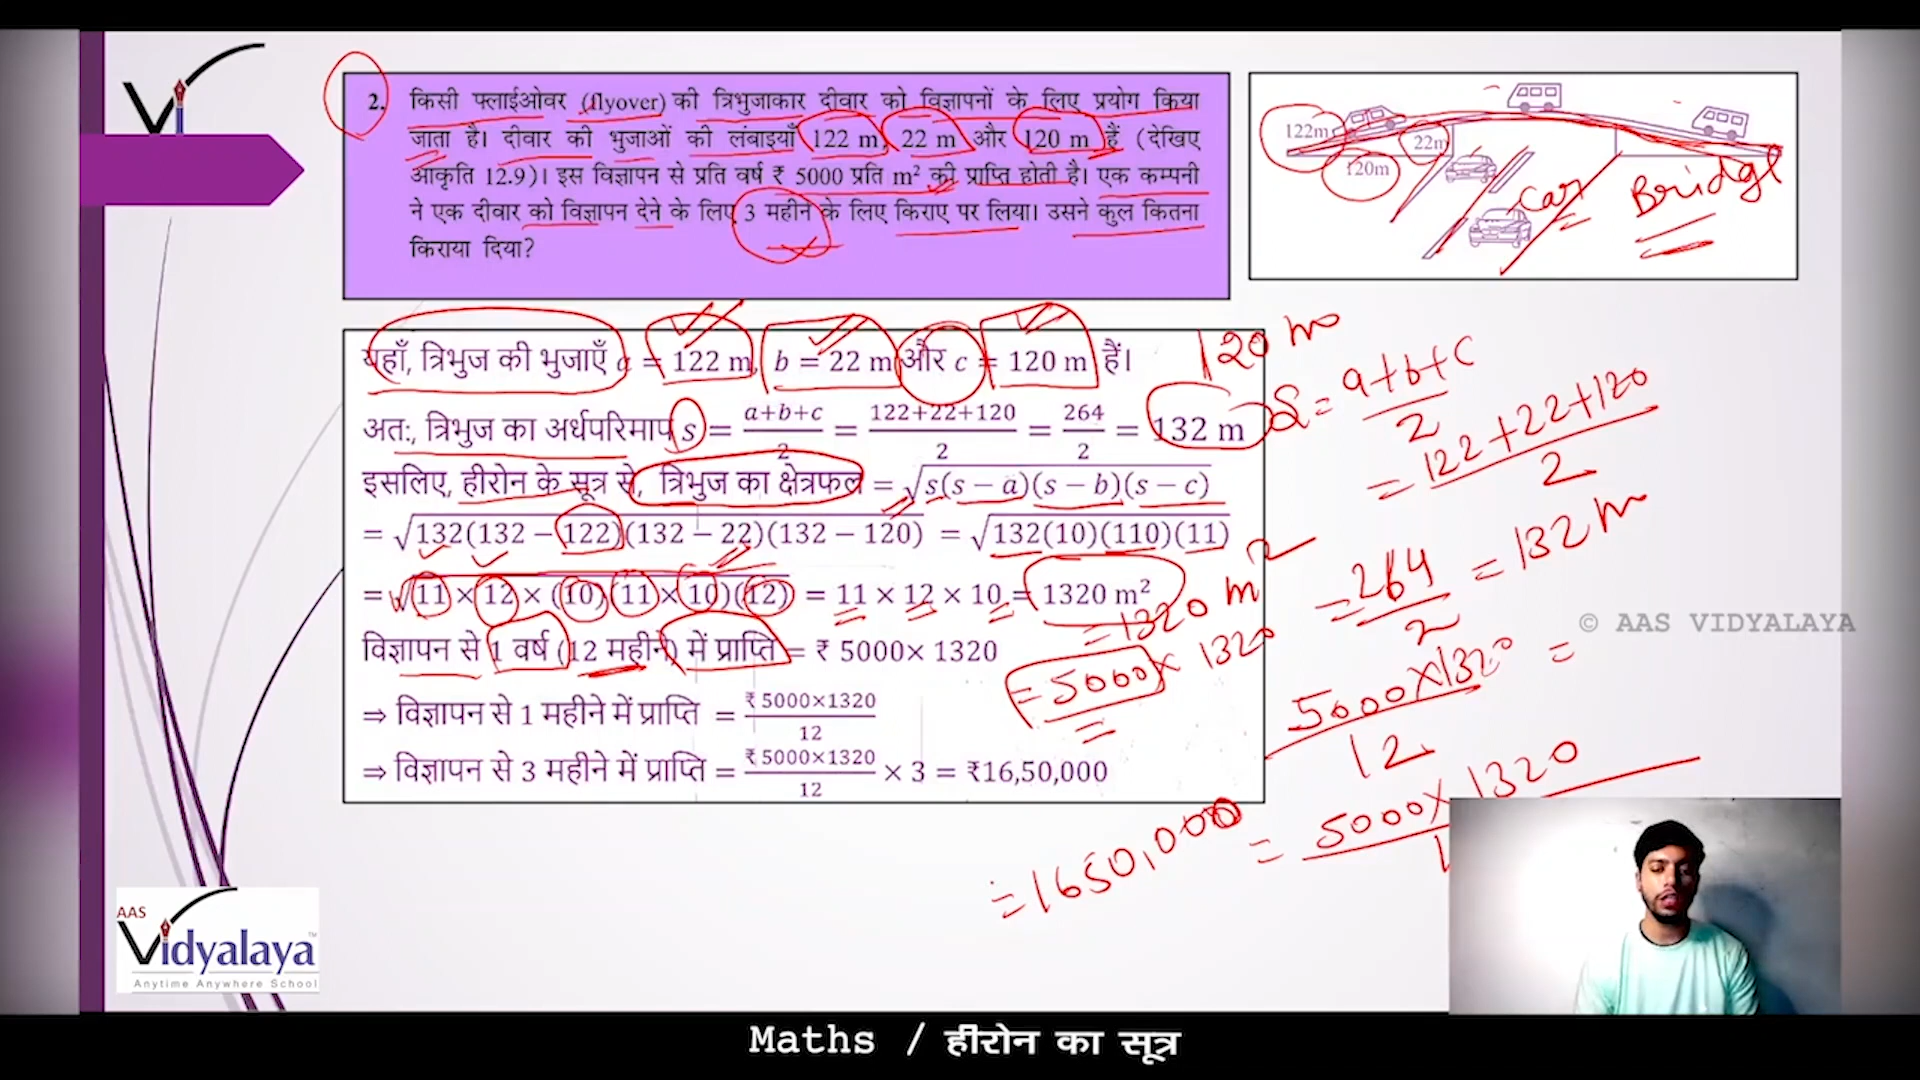 2. किसी फ्लाईओवर (flyover) की त्रिभुजाकार दीवार को विज्ञापनों के लिए प्रयोग किया
जाता है। दीवार की भुजाओं की लंबाइयाँ 122 m, 22 m और 120 m हैं (देखिए
आकृति 12.9)। इस विज्ञापन से प्रति वर्ष ₹ 5000 प्रति m² की प्राप्ति होती है। एक कम्पनी
ने एक दीवार को विज्ञापन देने के लिए 3 महीने के लिए किराए पर लिया। उसने कुल कितना
किराया दिया?
122m
22m
120m
Car
Bridge
यहाँ, त्रिभुज की भुजाएँ a = 122 m, b = 22 m और c = 120 m हैं।
अतः, त्रिभुज का अर्धपरिमाप s = (a+b+c)/2 = (122+22+120)/2 = 264/2 = 132 m
इसलिए, हीरोन के सूत्र से, त्रिभुज का क्षेत्रफल = √s(s − a)(s − b)(s − c)
= √132(132 − 122)(132 − 22)(132 − 120) = √132(10)(110)(11)
= √11 × 12 × (10)(11 × 10)(12) = 11 × 12 × 10 = 1320 m²
विज्ञापन से 1 वर्ष (12 महीने) में प्राप्ति = ₹ 5000× 1320
⇒ विज्ञापन से 1 महीने में प्राप्ति = ₹ 5000×1320/12
⇒ विज्ञापन से 3 महीने में प्राप्ति = ₹ 5000×1320/12 × 3 = ₹16,50,000
120 m
S = a+b+c/2
= 122+22+120/2
= 264/2 = 132 m
= 1320 m²
= 5000 × 1320
5000×1320/12 =
= 5000×1320
= 1650,000
© AAS VIDYALAYA
AAS
Vidyalaya™
Anytime Anywhere School
Maths / हीरोन का सूत्र